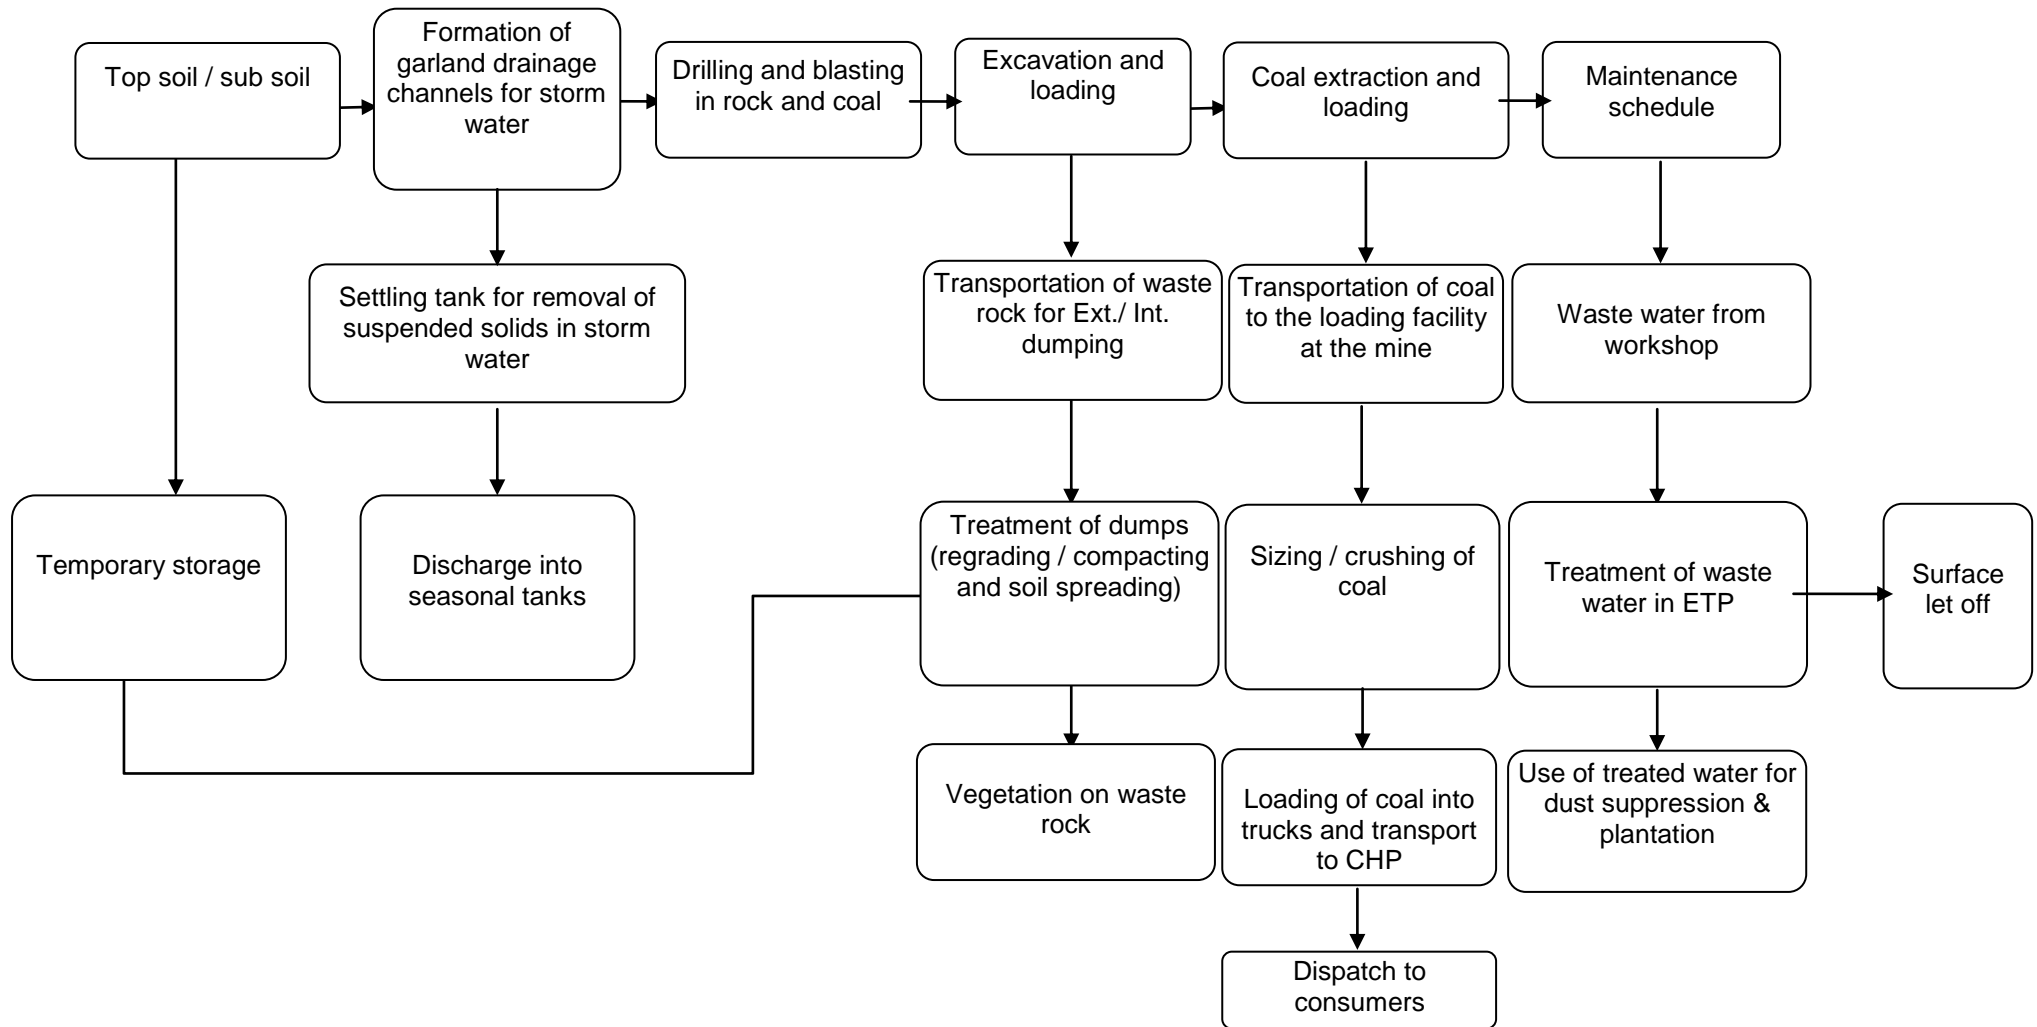 Top soil / sub soil
Formation of
garland drainage
channels for storm
water
Drilling and blasting
in rock and coal
Excavation and
loading
Coal extraction and
loading
Maintenance
schedule
Settling tank for removal of
suspended solids in storm
water
Transportation of waste
rock for Ext./ Int.
dumping
Transportation of coal
to the loading facility
at the mine
Waste water from
workshop
Temporary storage
Discharge into
seasonal tanks
Treatment of dumps
(regrading / compacting
and soil spreading)
Sizing / crushing of
coal
Treatment of waste
water in ETP
Surface
let off
Vegetation on waste
rock
Loading of coal into
trucks and transport
to CHP
Use of treated water for
dust suppression &
plantation
Dispatch to
consumers